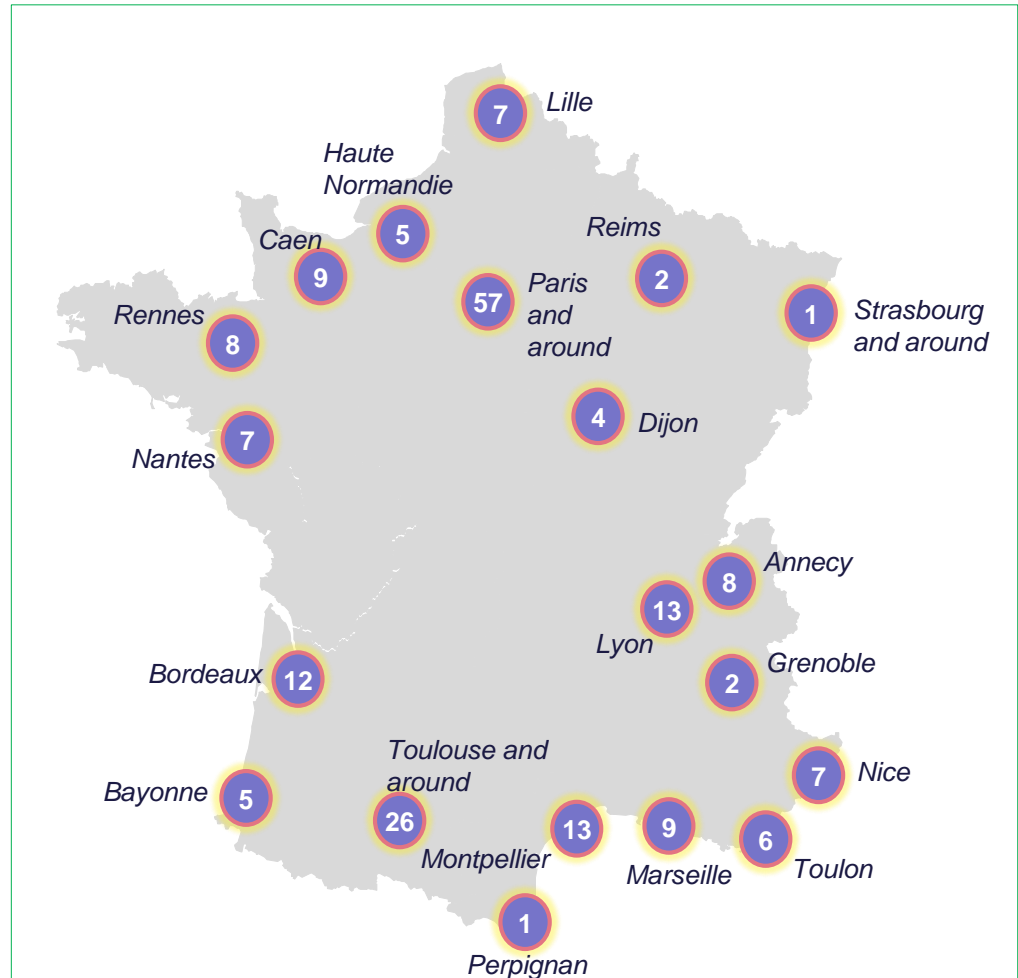 7
Lille
Haute
Normandie
5
Reims
Caen
9
2
57
Paris
and
around
Rennes
8
1
Strasbourg
and around
4
Dijon
7
Nantes
Annecy
8
13
Lyon
Grenoble
2
Bordeaux
12
Toulouse and
around
Nice
7
Bayonne
5
26
Montpellier
13
9
Marseille
6
Toulon
1
Perpignan